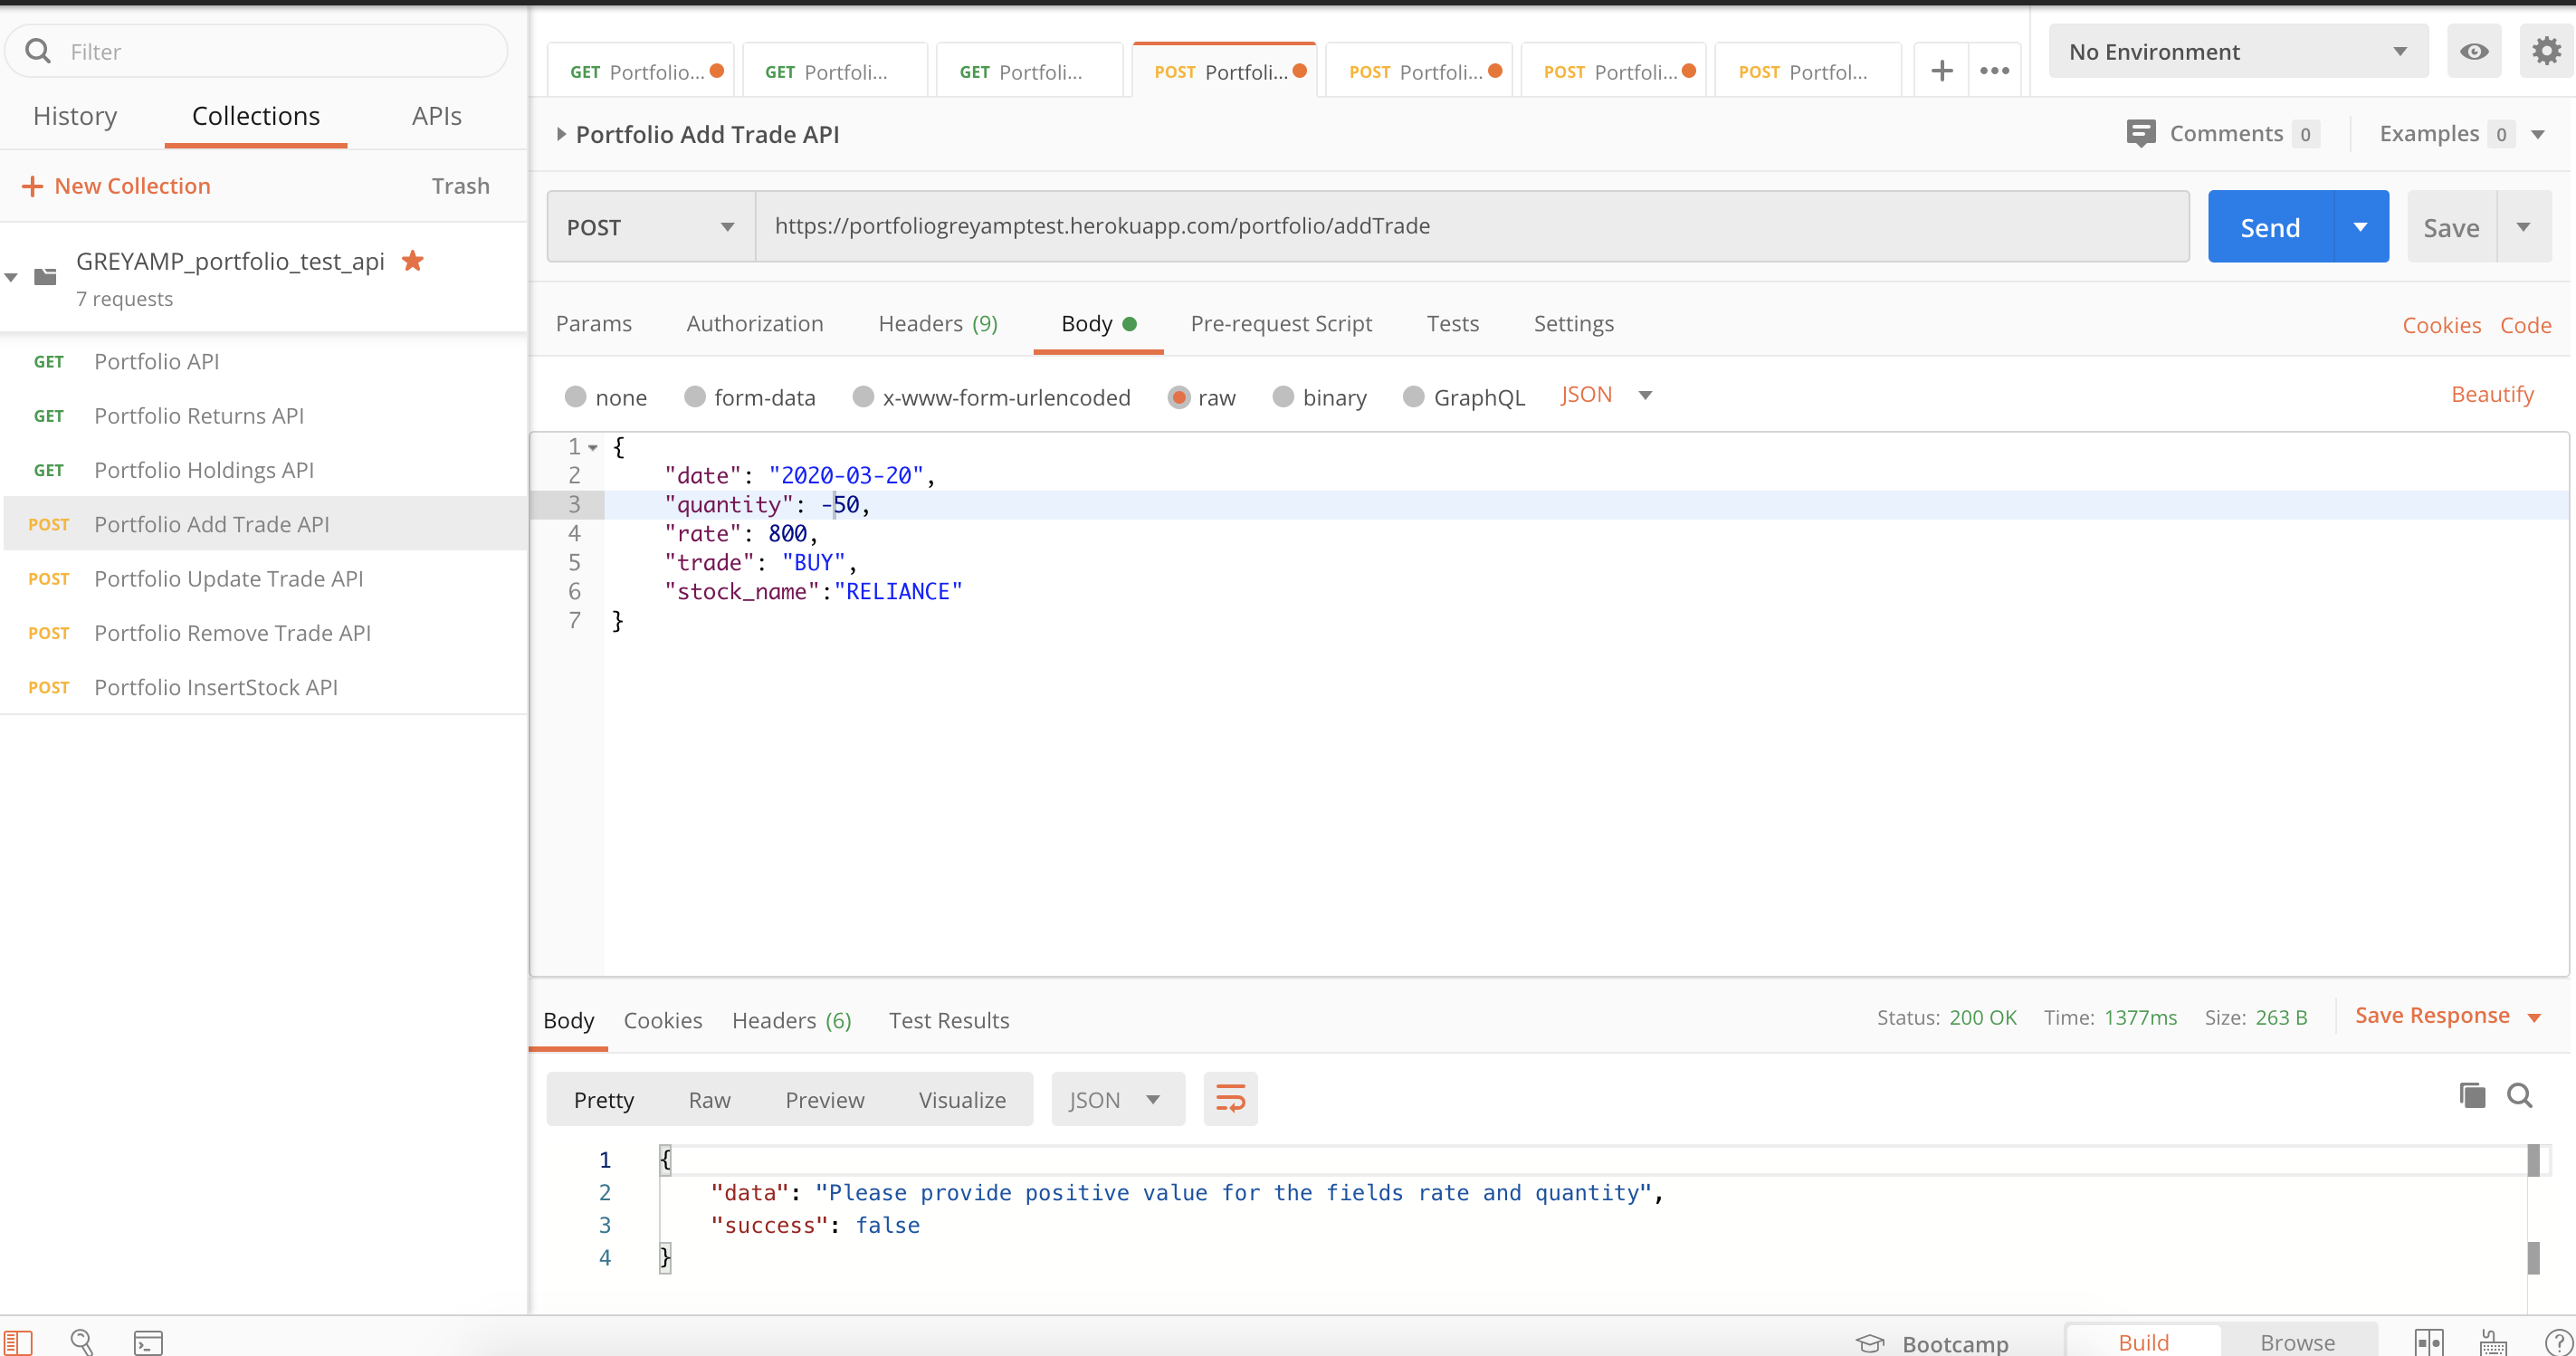 Filter
History Collections APIs
+ New Collection Trash
GREYAMP_portfolio_test_api
7 requests
GET Portfolio API
GET Portfolio Returns API
GET Portfolio Holdings API
POST Portfolio Add Trade API
POST Portfolio Update Trade API
POST Portfolio Remove Trade API
POST Portfolio InsertStock API
GET Portfolio... GET Portfoli... GET Portfoli... POST Portfoli... POST Portfoli... POST Portfoli... POST Portfol... + ••• No Environment
Portfolio Add Trade API Comments 0 Examples 0
POST https://portfoliogreyamptest.herokuapp.com/portfolio/addTrade Send Save
Params Authorization Headers (9) Body Pre-request Script Tests Settings Cookies Code
none form-data x-www-form-urlencoded raw binary GraphQL JSON Beautify
1 {
2 "date": "2020-03-20",
3 "quantity": -50,
4 "rate": 800,
5 "trade": "BUY",
6 "stock_name":"RELIANCE"
7 }
Body Cookies Headers (6) Test Results Status: 200 OK Time: 1377ms Size: 263 B Save Response
Pretty Raw Preview Visualize JSON
1 {
2 "data": "Please provide positive value for the fields rate and quantity",
3 "success": false
4 }
Bootcamp Build Browse